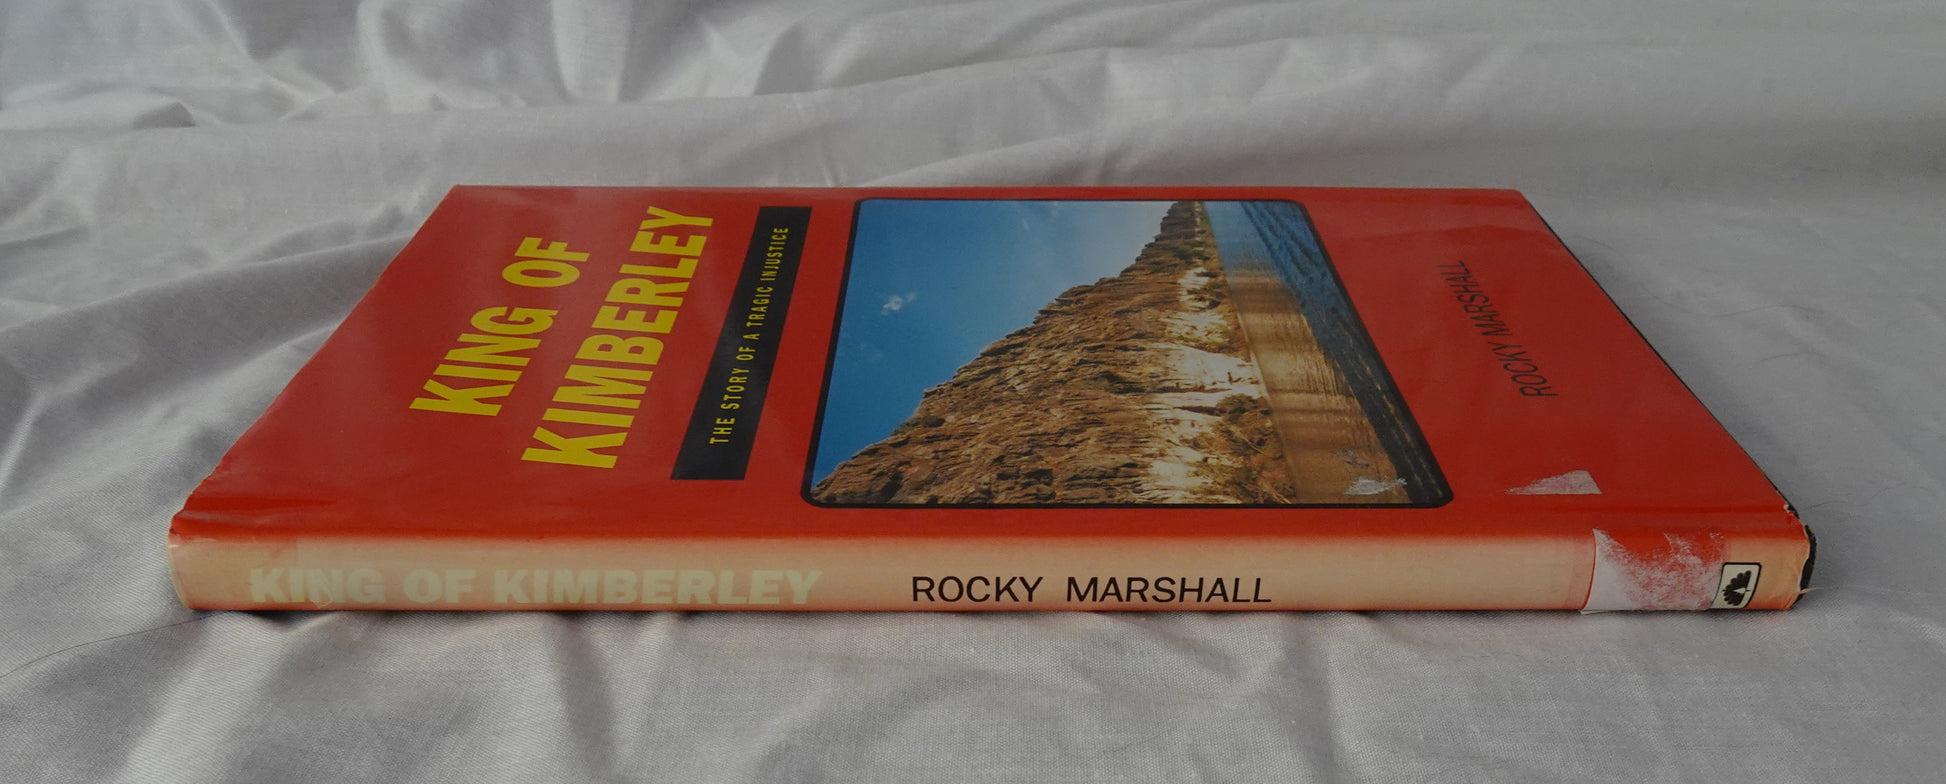 KING OF
KIMBERLEY
THE STORY OF A TRAGIC INJUSTICE
ROCKY MARSHALL
KING OF KIMBERLEY ROCKY MARSHALL